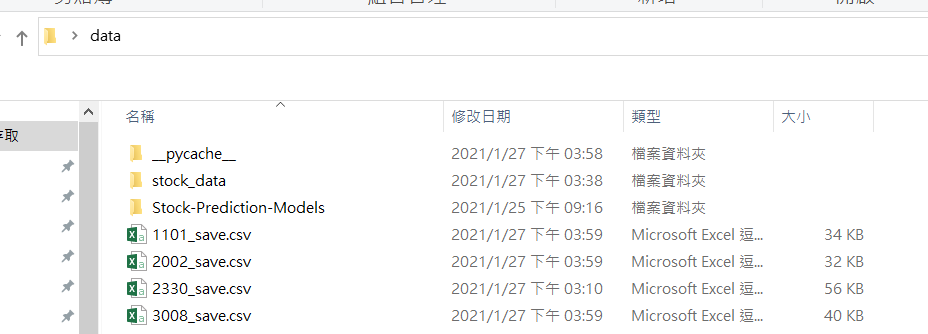 data
名稱 修改日期 類型 大小
存取
__pycache__ 2021/1/27 下午 03:58 檔案資料夾
stock_data 2021/1/27 下午 03:38 檔案資料夾
Stock-Prediction-Models 2021/1/25 下午 09:16 檔案資料夾
1101_save.csv 2021/1/27 下午 03:59 Microsoft Excel 逗... 34 KB
2002_save.csv 2021/1/27 下午 03:59 Microsoft Excel 逗... 32 KB
2330_save.csv 2021/1/27 下午 03:10 Microsoft Excel 逗... 56 KB
3008_save.csv 2021/1/27 下午 03:59 Microsoft Excel 逗... 40 KB